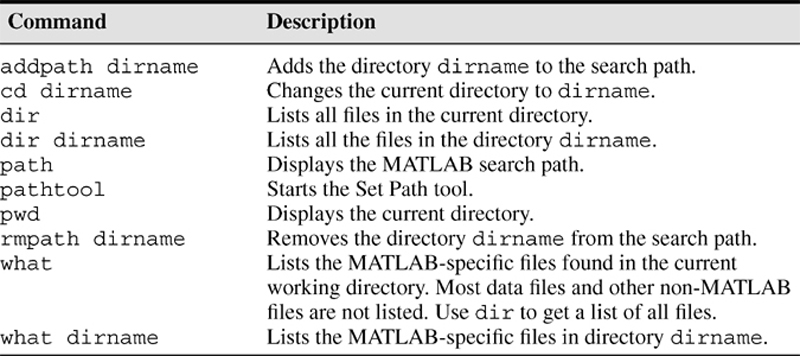 Command Description
addpath dirname Adds the directory dirname to the search path.
cd dirname Changes the current directory to dirname.
dir Lists all files in the current directory.
dir dirname Lists all the files in the directory dirname.
path Displays the MATLAB search path.
pathtool Starts the Set Path tool.
pwd Displays the current directory.
rmpath dirname Removes the directory dirname from the search path.
what Lists the MATLAB-specific files found in the current
working directory. Most data files and other non-MATLAB
files are not listed. Use dir to get a list of all files.
what dirname Lists the MATLAB-specific files in directory dirname.